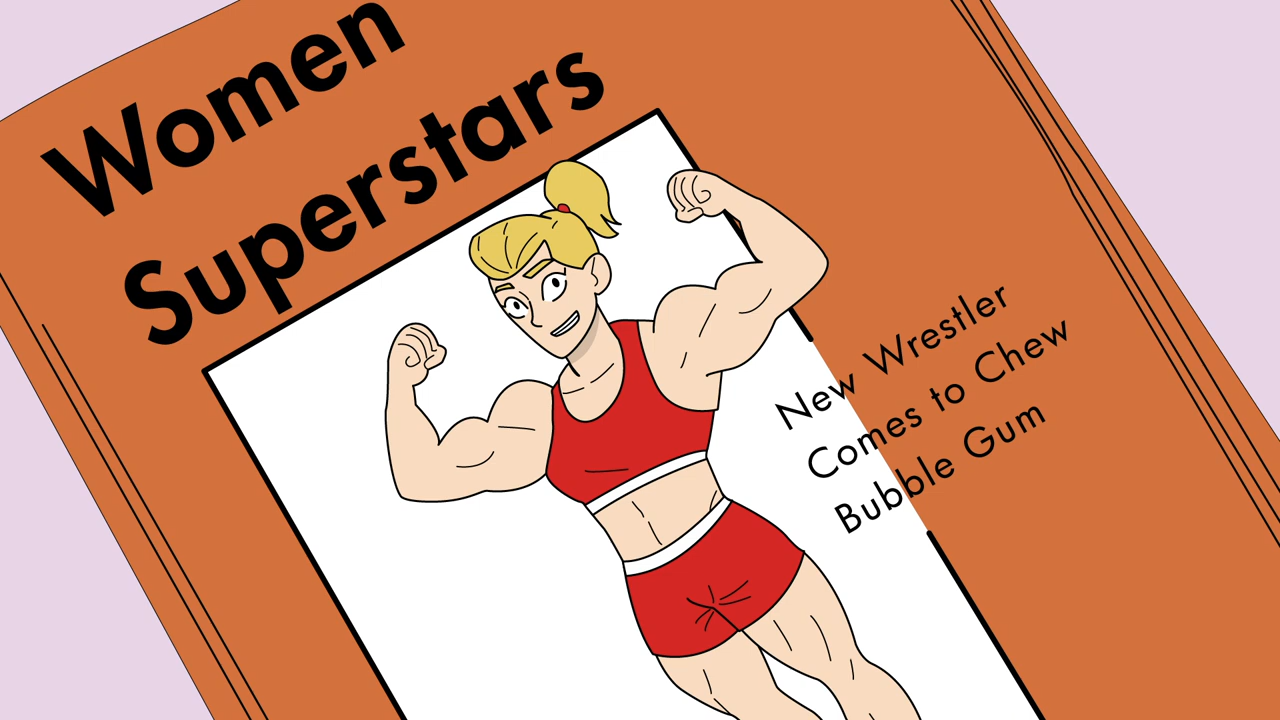 Women
Superstars
New Wrestler
Comes to Chew
Bubble Gum